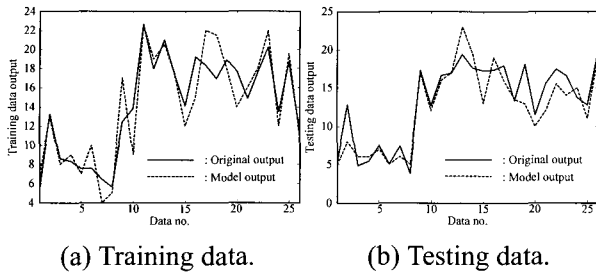 24
22
20
18
16
14
12
10
8
6
4
Training data output
: Original output
: Model output
5 10 15 20 25
Data no.
(a) Training data.
25
20
15
10
5
0
Testing data output
: Original output
: Model output
5 10 15 20 25
Data no.
(b) Testing data.